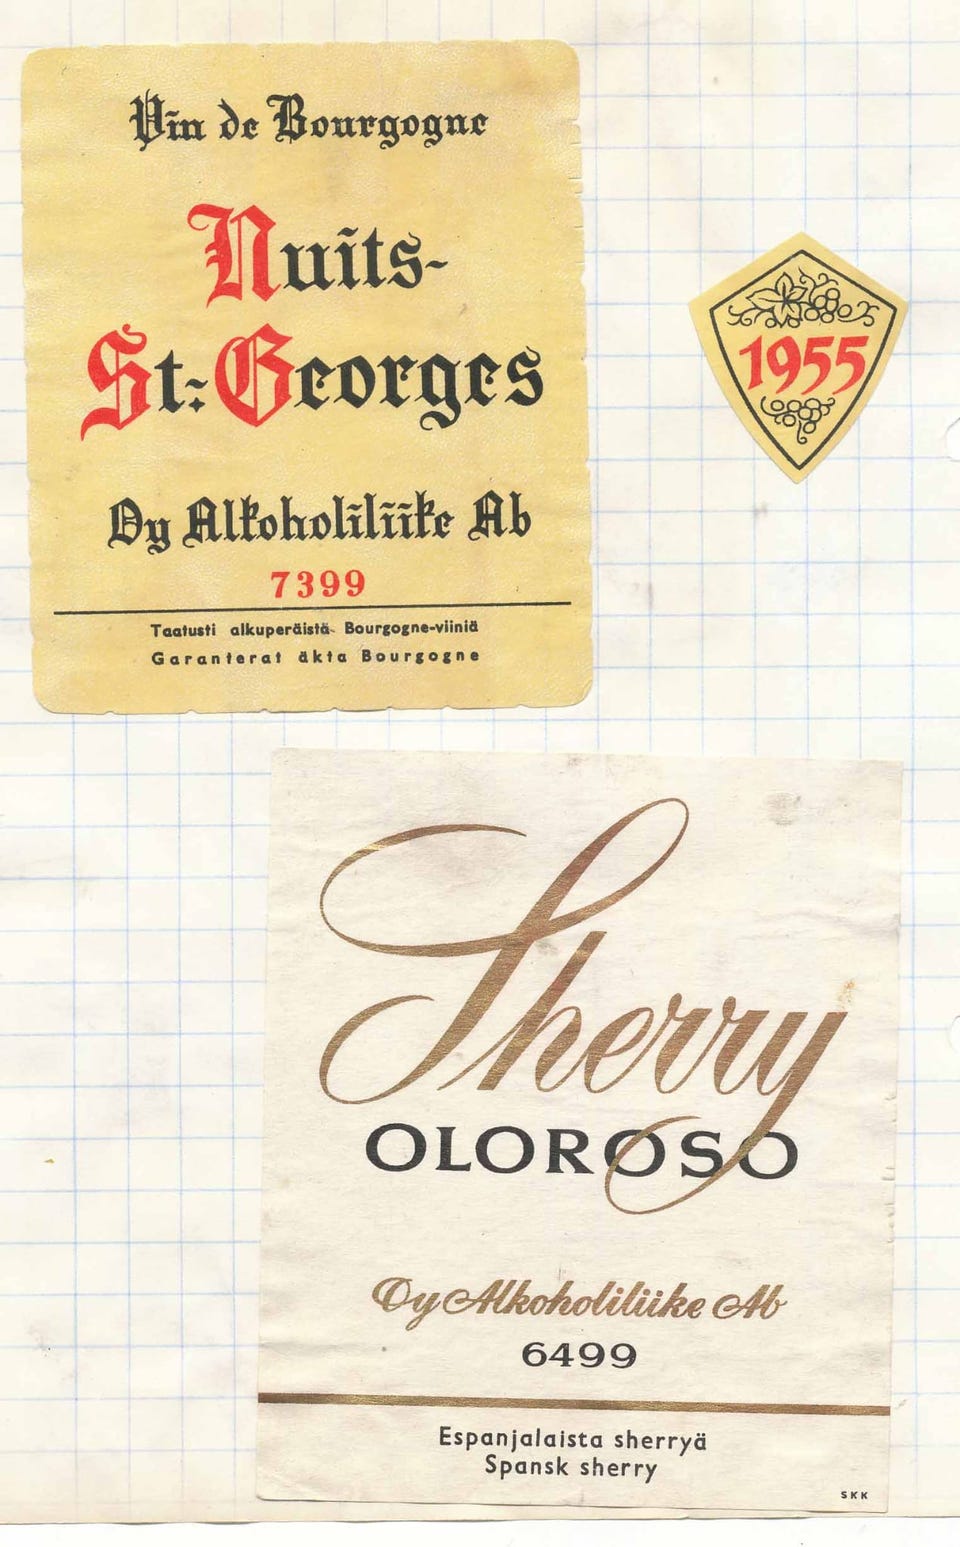 Vin de Bourgogne
Nuits-
St-Georges
Oy Alkoholiliike Ab
7399
Taatusti alkuperäistä Bourgogne-viiniä
Garanterat äkta Bourgogne
1955
Sherry
OLOROSO
Oy Alkoholiliike Ab
6499
Espanjalaista sherryä
Spansk sherry
SKK